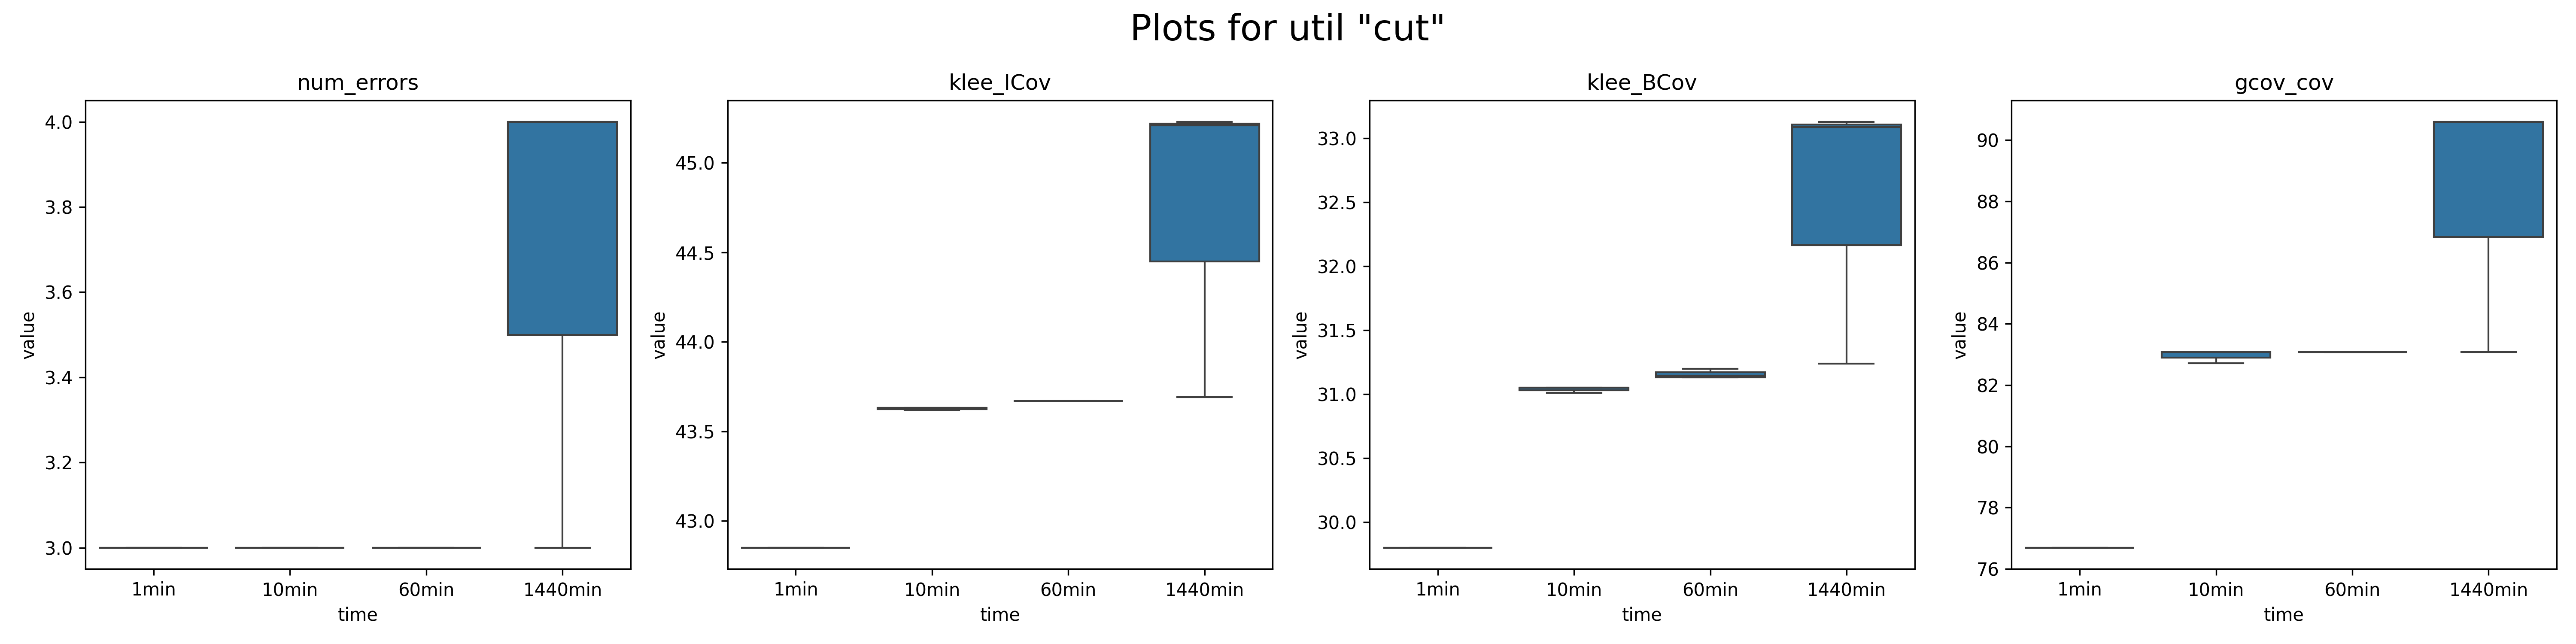 Plots for util "cut"
num_errors
4.0
3.8
3.6
3.4
3.2
3.0
value
1min 10min 60min 1440min
time
klee_ICov
45.0
44.5
44.0
43.5
43.0
value
1min 10min 60min 1440min
time
klee_BCov
33.0
32.5
32.0
31.5
31.0
30.5
30.0
value
1min 10min 60min 1440min
time
gcov_cov
90
88
86
84
82
80
78
76
value
1min 10min 60min 1440min
time